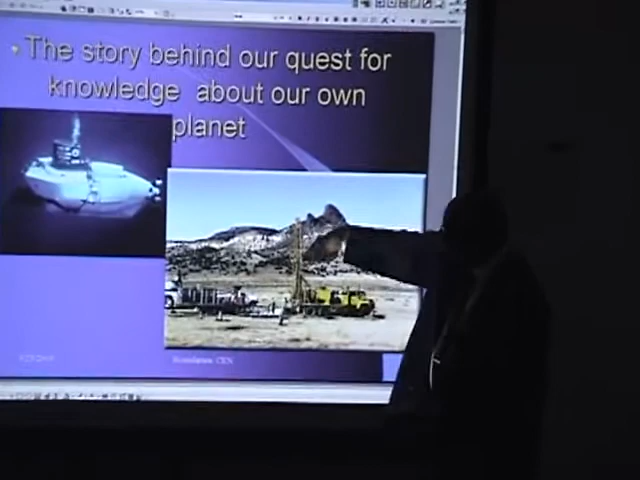 The story behind our quest for
knowledge about our own
planet